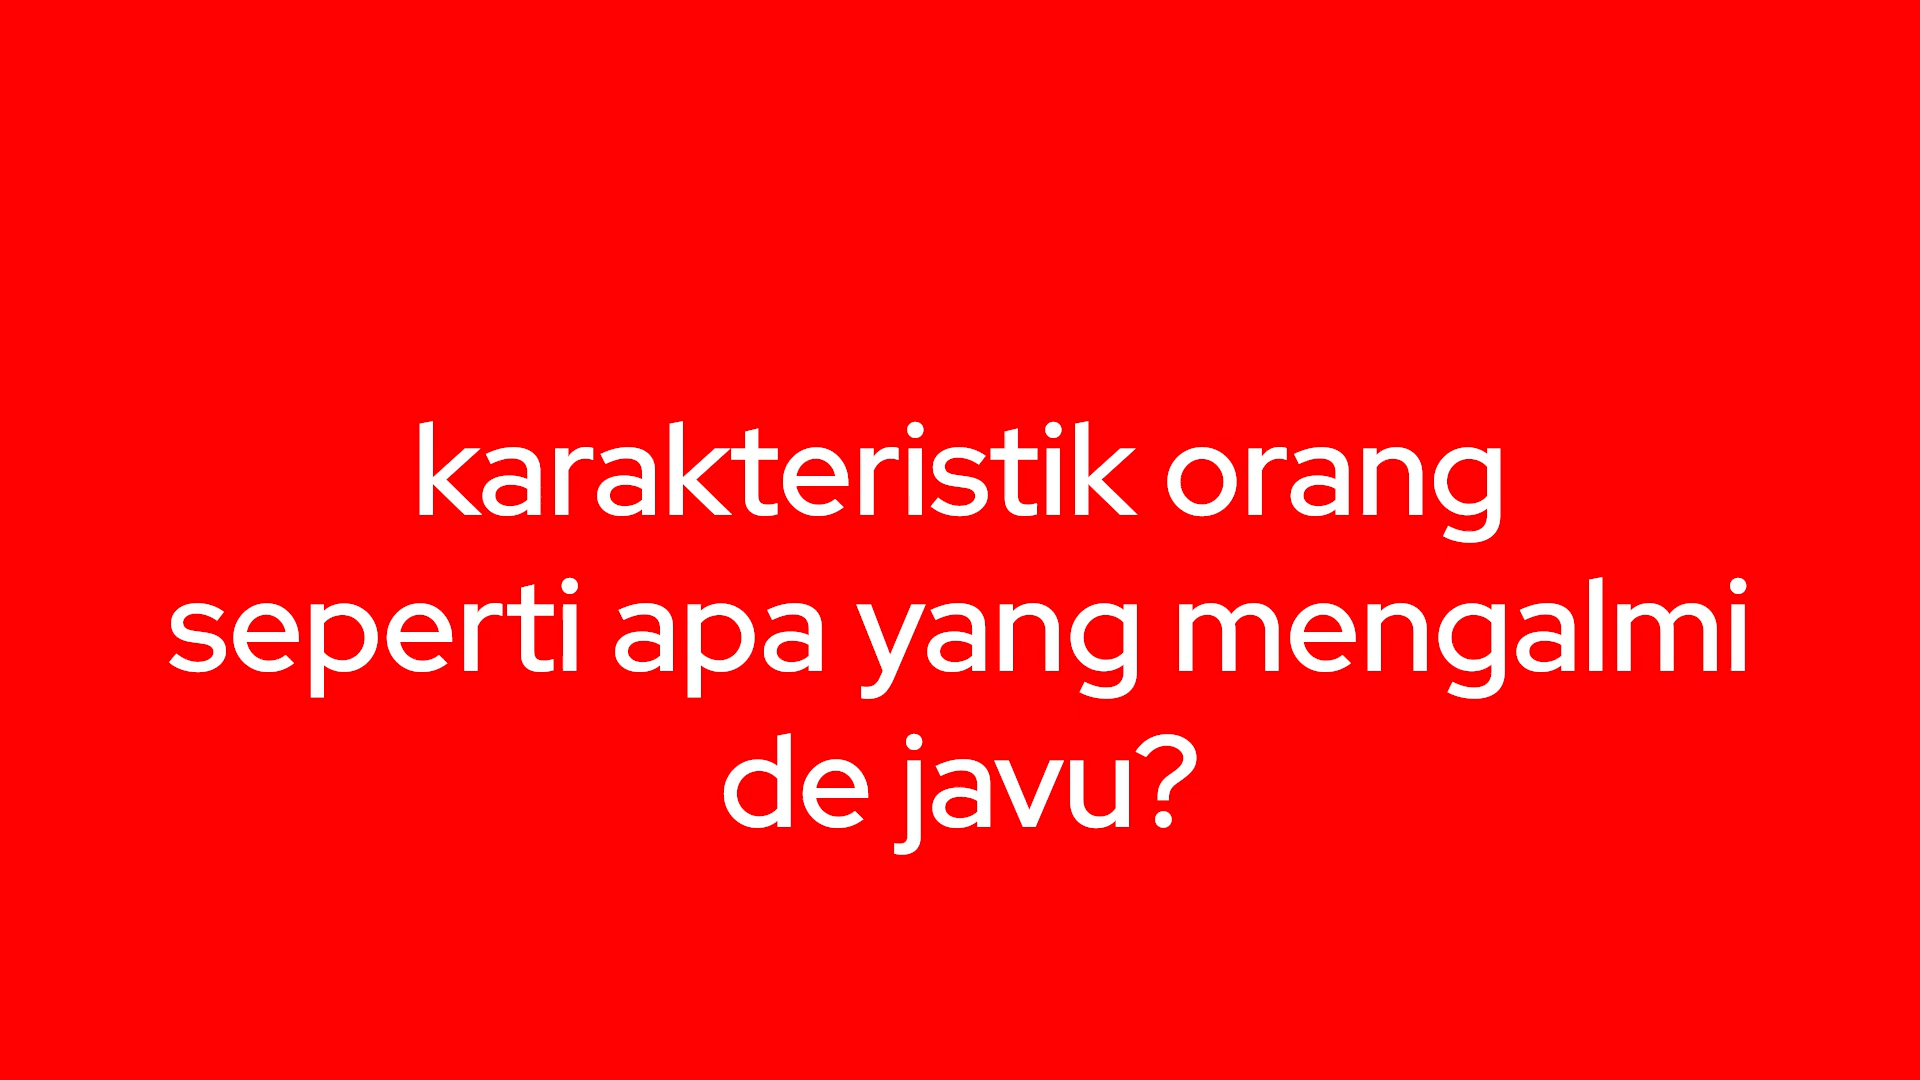 karakteristik orang
seperti apa yang mengalmi
de javu?